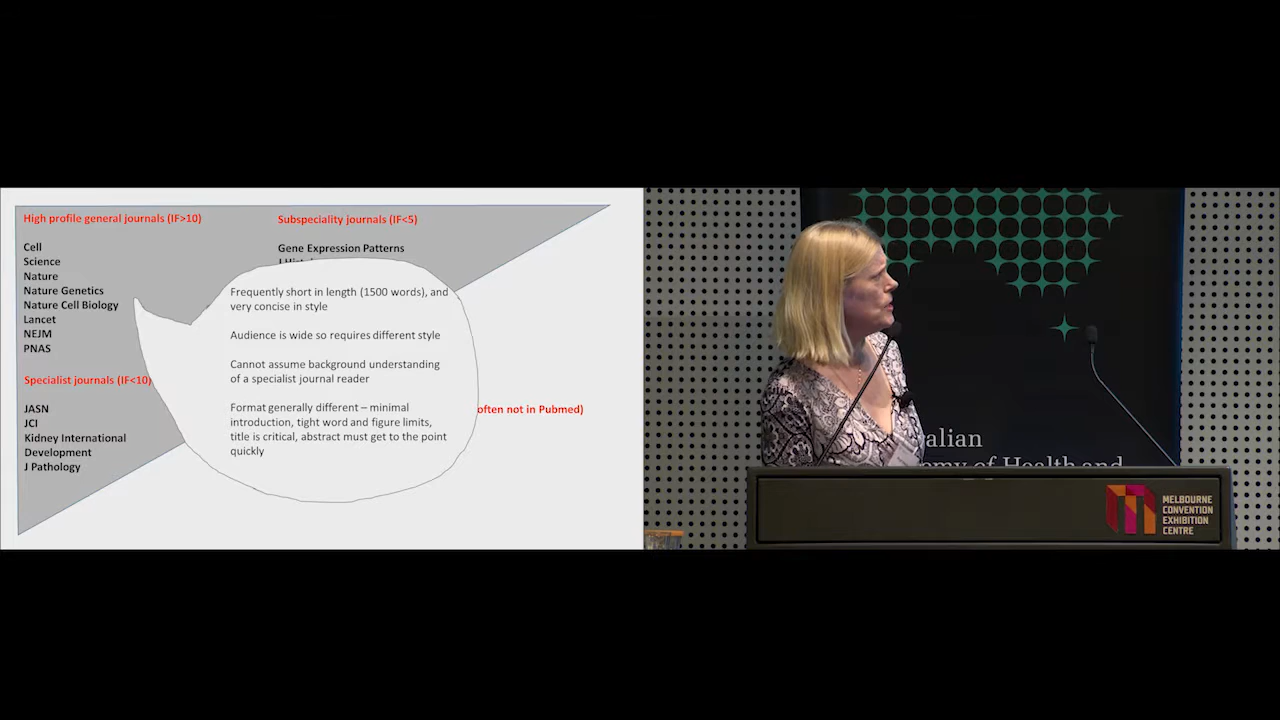 High profile general journals (IF>10)
Cell
Science
Nature
Nature Genetics
Nature Cell Biology
Lancet
NEJM
PNAS
Specialist journals (IF<10)
JASN
JCI
Kidney International
Development
J Pathology
Subspeciality journals (IF<5)
Gene Expression Patterns
Frequently short in length (1500 words), and
very concise in style
Audience is wide so requires different style
Cannot assume background understanding
of a specialist journal reader
Format generally different – minimal
introduction, tight word and figure limits,
title is critical, abstract must get to the point
quickly
often not in Pubmed)
alian
emy of Health and
MELBOURNE
CONVENTION
EXHIBITION
CENTRE